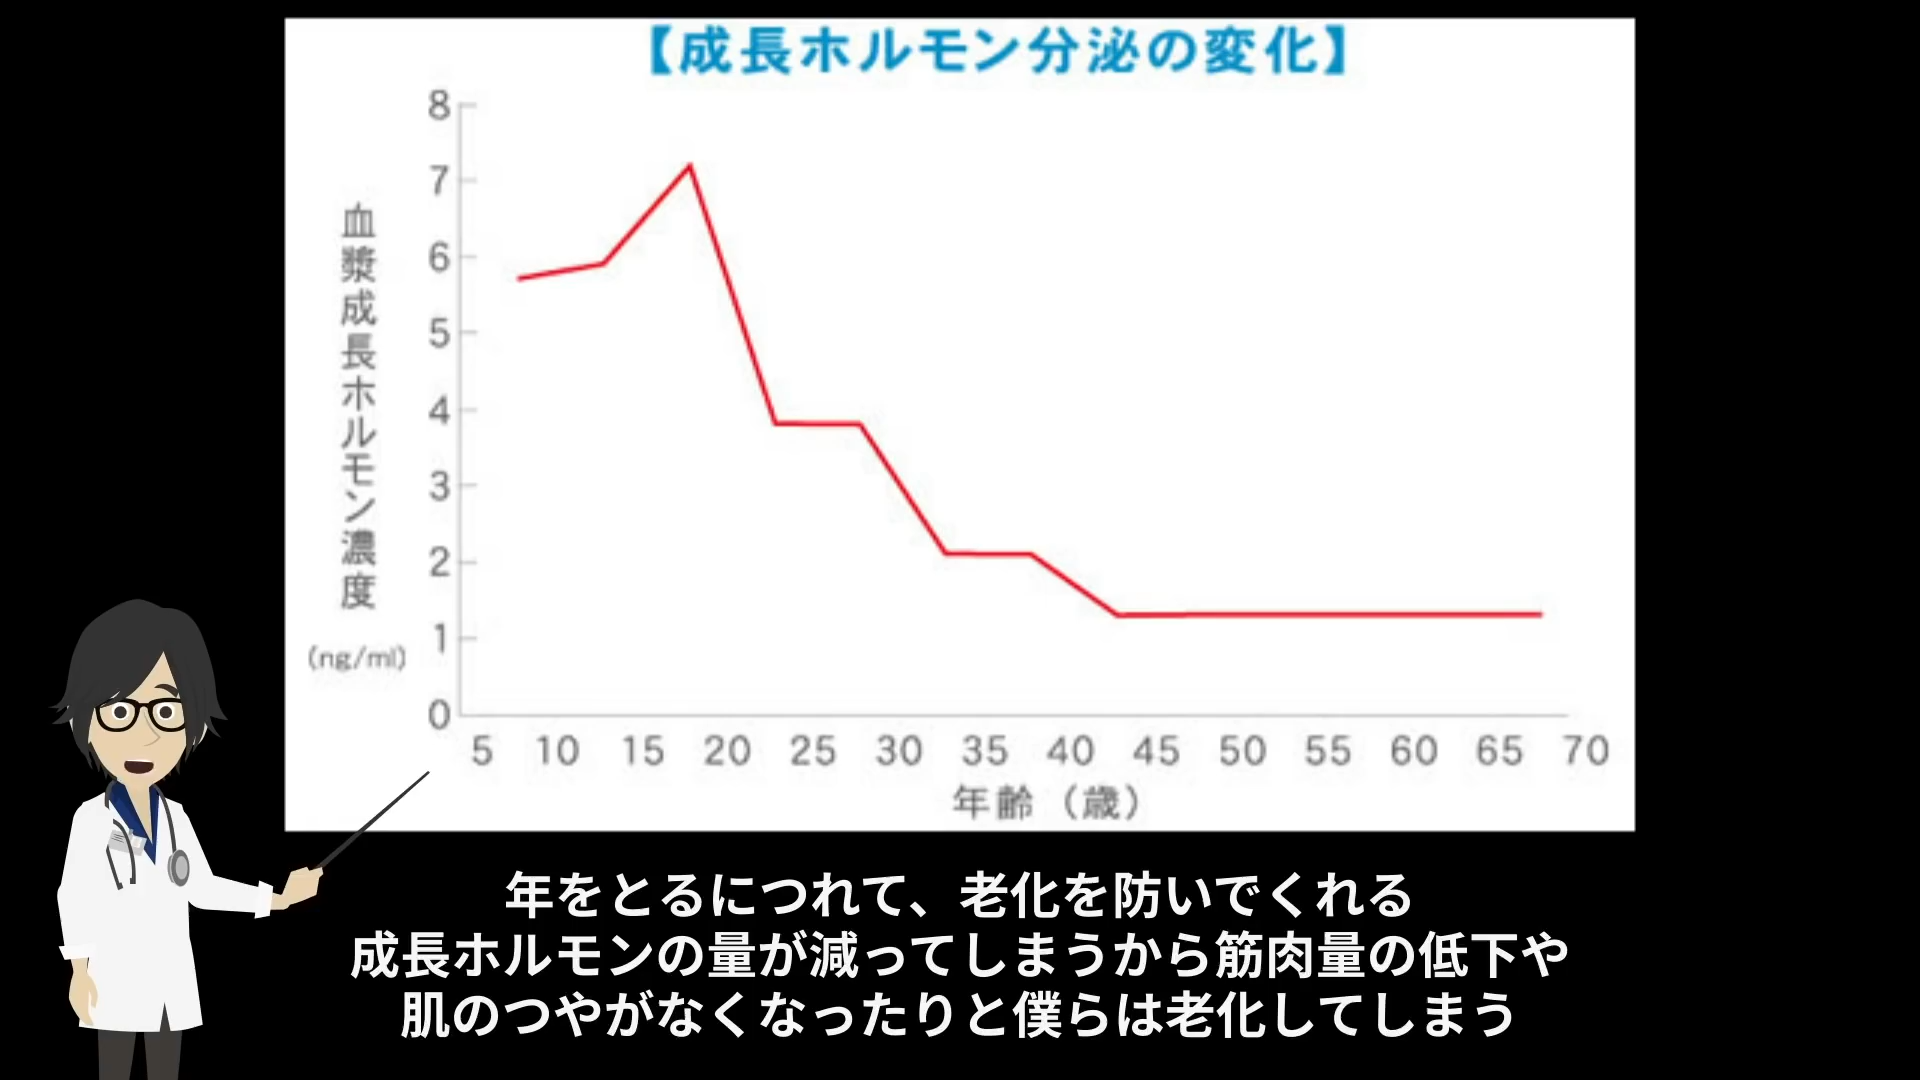 【成長ホルモン分泌の変化】
8
7
6
5
4
3
2
1
0
血漿成長ホルモン濃度
(ng/ml)
5 10 15 20 25 30 35 40 45 50 55 60 65 70
年齢（歳）
年をとるにつれて、老化を防いでくれる
成長ホルモンの量が減ってしまうから筋肉量の低下や
肌のつやがなくなったりと僕らは老化してしまう